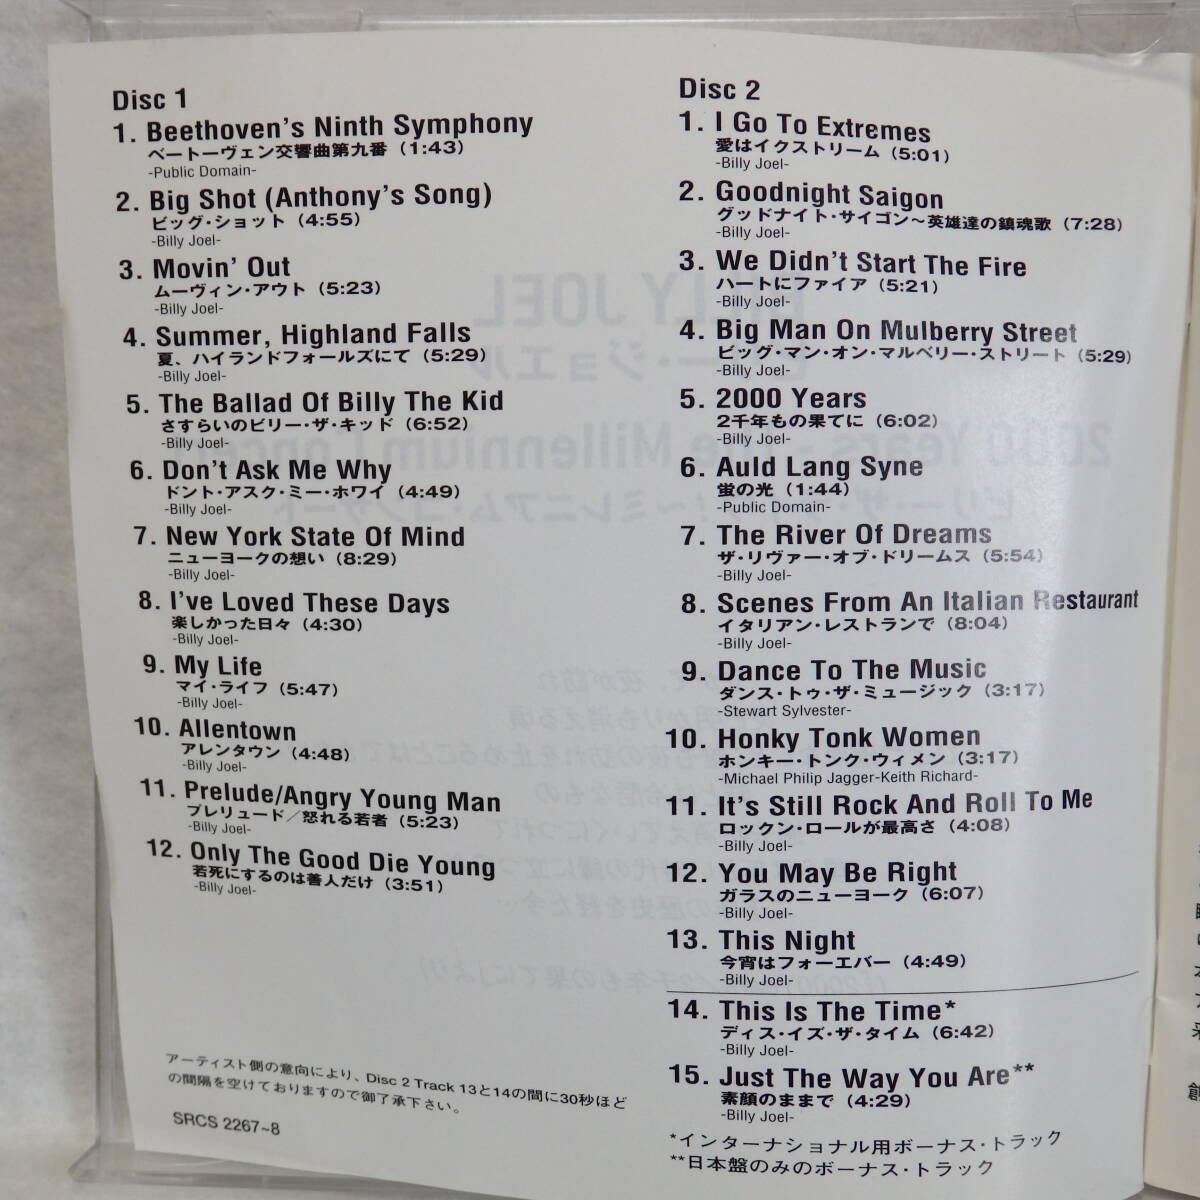 Disc 1
1. Beethoven's Ninth Symphony
ベートーヴェン交響曲第九番 (1:43)
-Public Domain-
2. Big Shot (Anthony's Song)
ビッグ・ショット (4:55)
-Billy Joel-
3. Movin' Out
ムーヴィン・アウト (5:23)
-Billy Joel-
4. Summer, Highland Falls
夏、ハイランドフォールズにて (5:29)
-Billy Joel-
5. The Ballad Of Billy The Kid
さすらいのビリー・ザ・キッド (6:52)
-Billy Joel-
6. Don't Ask Me Why
ドント・アスク・ミー・ホワイ (4:49)
-Billy Joel-
7. New York State Of Mind
ニューヨークの想い (8:29)
-Billy Joel-
8. I've Loved These Days
楽しかった日々 (4:30)
-Billy Joel-
9. My Life
マイ・ライフ (5:47)
-Billy Joel-
10. Allentown
アレンタウン (4:48)
-Billy Joel-
11. Prelude/Angry Young Man
プレリュード／怒れる若者 (5:23)
-Billy Joel-
12. Only The Good Die Young
若死にするのは善人だけ (3:51)
-Billy Joel-
アーティスト側の意向により、Disc 2 Track 13と14の間に30秒ほど
の間隔を空けておりますので御了承下さい。
SRCS 2267~8
Disc 2
1. I Go To Extremes
愛はイクストリーム (5:01)
-Billy Joel-
2. Goodnight Saigon
グッドナイト・サイゴン～英雄達の鎮魂歌 (7:28)
-Billy Joel-
3. We Didn't Start The Fire
ハートにファイア (5:21)
-Billy Joel-
4. Big Man On Mulberry Street
ビッグ・マン・オン・マルベリー・ストリート (5:29)
-Billy Joel-
5. 2000 Years
2千年もの果てに (6:02)
-Billy Joel-
6. Auld Lang Syne
蛍の光 (1:44)
-Public Domain-
7. The River Of Dreams
ザ・リヴァー・オブ・ドリームス (5:54)
-Billy Joel-
8. Scenes From An Italian Restaurant
イタリアン・レストランで (8:04)
-Billy Joel-
9. Dance To The Music
ダンス・トゥ・ザ・ミュージック (3:17)
-Stewart Sylvester-
10. Honky Tonk Women
ホンキー・トンク・ウィメン (3:17)
-Michael Philip Jagger-Keith Richard-
11. It's Still Rock And Roll To Me
ロックン・ロールが最高さ (4:08)
-Billy Joel-
12. You May Be Right
ガラスのニューヨーク (6:07)
-Billy Joel-
13. This Night
今宵はフォーエバー (4:49)
-Billy Joel-
14. This Is The Time*
ディス・イズ・ザ・タイム (6:42)
-Billy Joel-
15. Just The Way You Are**
素顔のままで (4:29)
-Billy Joel-
*インターナショナル用ボーナス・トラック
**日本盤のみのボーナス・トラック